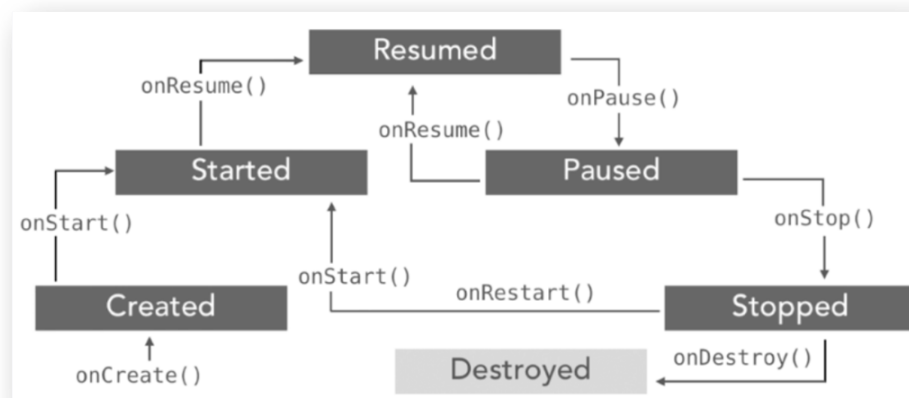 Resumed
onResume()
onPause()
onResume()
Started
Paused
onStart()
onStop()
onStart()
onRestart()
Created
Stopped
onDestroy()
Destroyed
onCreate()